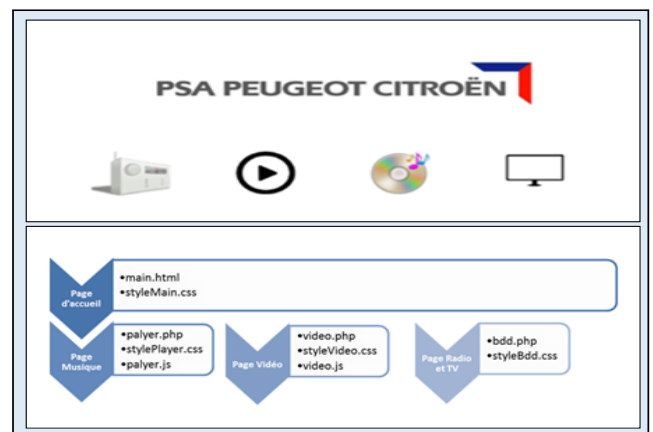 PSA PEUGEOT CITROËN
Page
d'accueil
•main.html
•styleMain.css
Page
Musique
•palyer.php
•stylePlayer.css
•palyer.js
Page Vidéo
•video.php
•styleVideo.css
•video.js
Page Radio
et TV
•bdd.php
•styleBdd.css